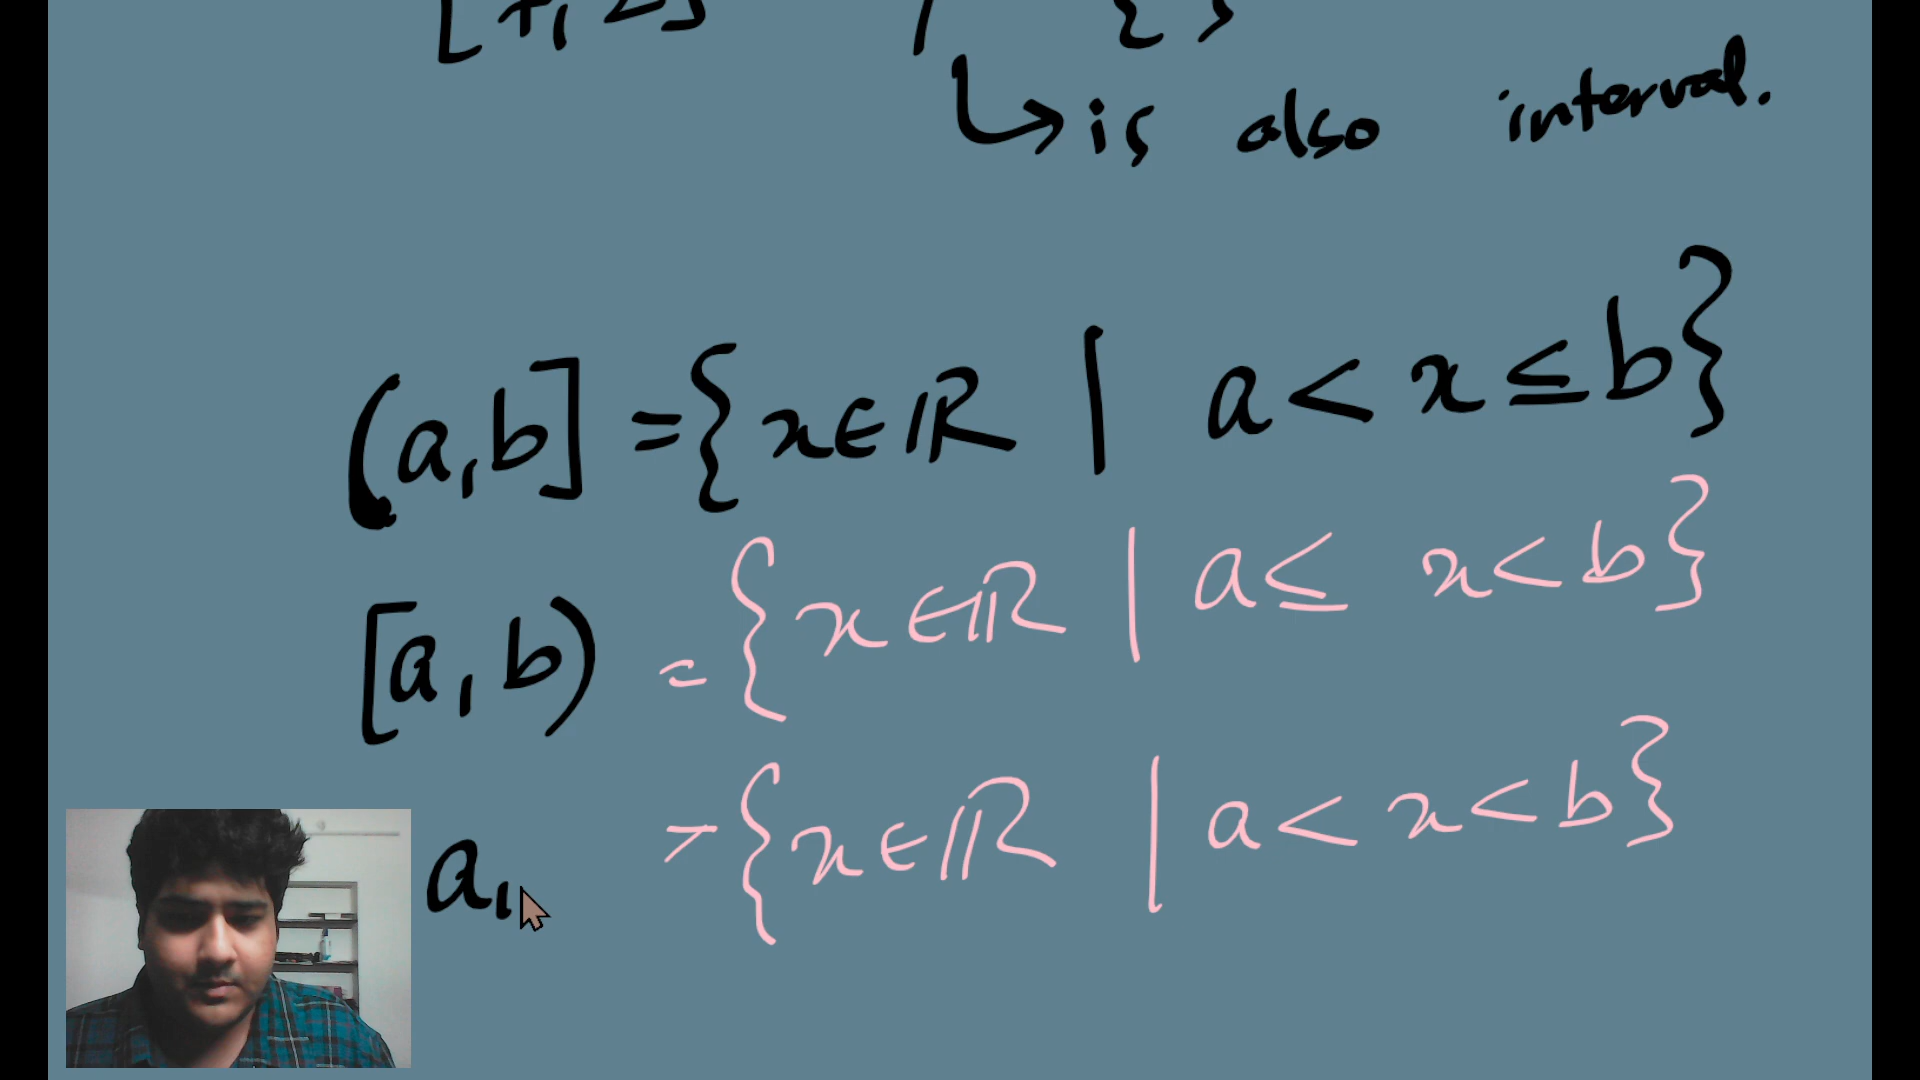 is also interval.
(a,b] = {x∈ℝ | a < x ≤ b}
[a,b) = {x∈ℝ | a ≤ x < b}
a, = {x∈ℝ | a < x < b}